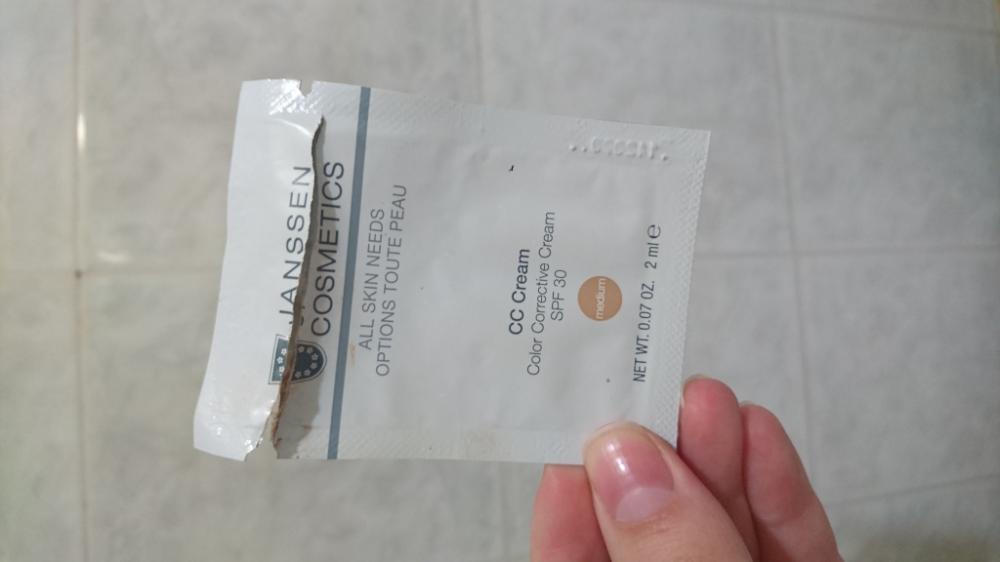 JANSSEN
COSMETICS
ALL SKIN NEEDS
OPTIONS TOUTE PEAU
CC Cream
Color Corrective Cream
SPF 30
medium
NET WT. 0.07 OZ. 2 ml e